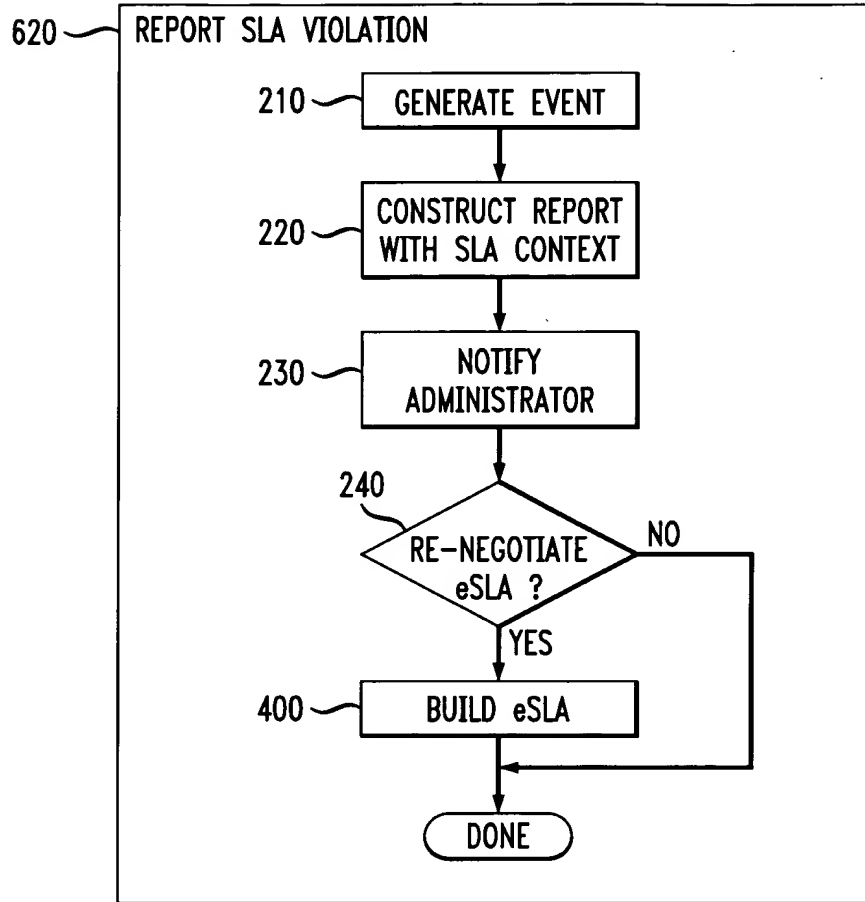 620 REPORT SLA VIOLATION
210 GENERATE EVENT
220 CONSTRUCT REPORT
WITH SLA CONTEXT
230 NOTIFY
ADMINISTRATOR
240
RE-NEGOTIATE
eSLA ?
NO
YES
400 BUILD eSLA
DONE